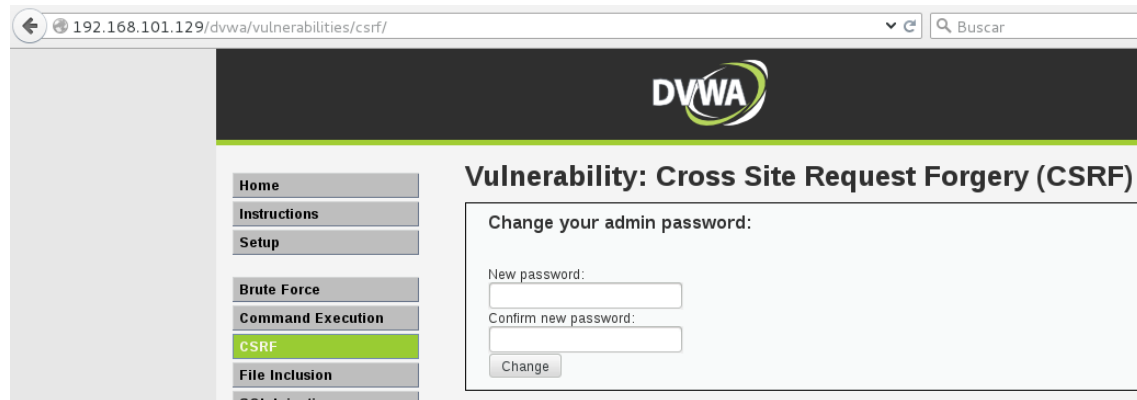 192.168.101.129/dvwa/vulnerabilities/csrf/
Buscar
DVWA
Home
Instructions
Setup
Brute Force
Command Execution
CSRF
File Inclusion
Vulnerability: Cross Site Request Forgery (CSRF)
Change your admin password:
New password:
Confirm new password:
Change